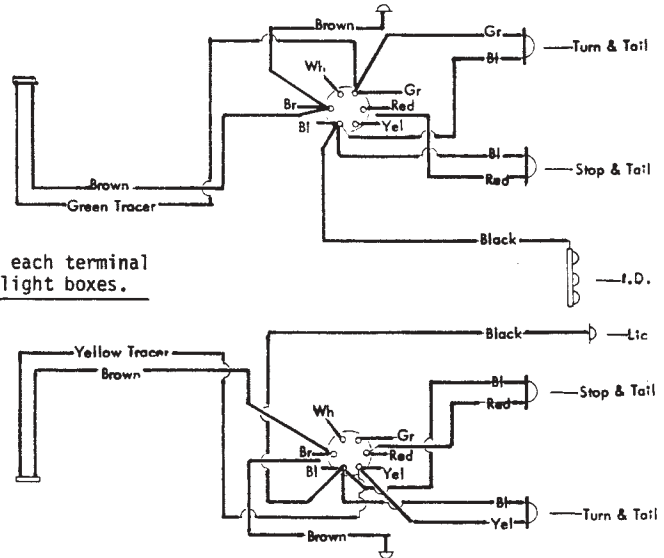 Brown
Gr
Turn & Tail
Bl
Wh
Gr
Br
Red
Bl
Yel
Bl
Stop & Tail
Red
Brown
Green Tracer
Black
each terminal
light boxes.
I.D.
Black
Lic
Yellow Tracer
Brown
Bl
Stop & Tail
Red
Wh
Gr
Br
Red
Bl
Yel
Bl
Turn & Tail
Yel
Brown